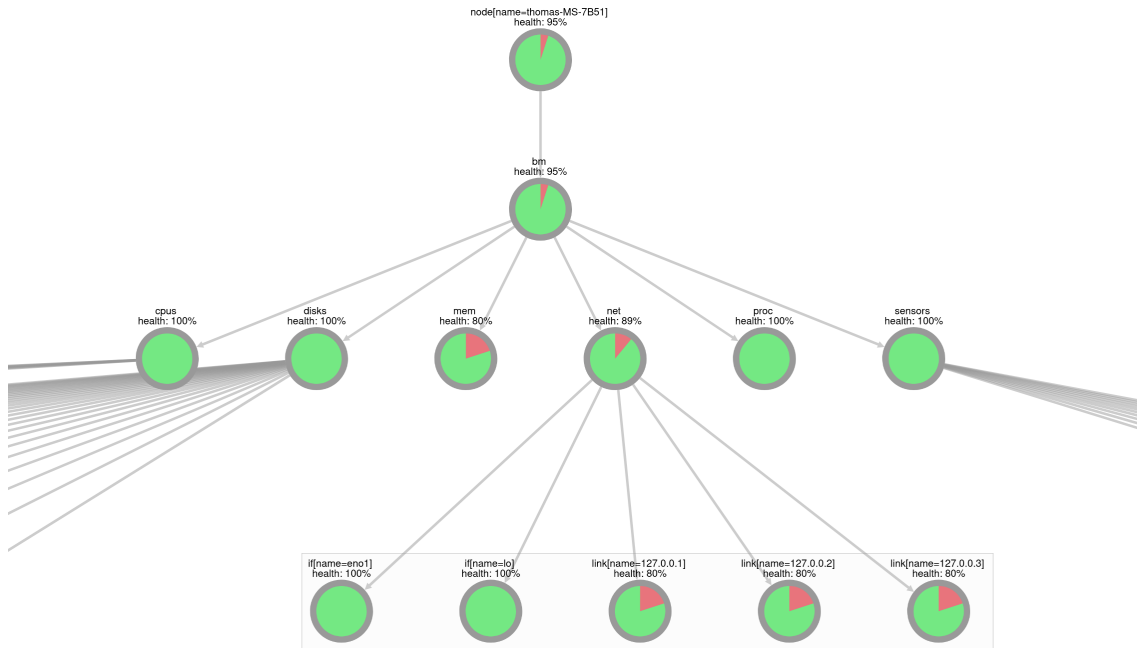 node[name=thomas-MS-7B51]
health: 95%
bm
health: 95%
cpus
health: 100%
disks
health: 100%
mem
health: 80%
net
health: 89%
proc
health: 100%
sensors
health: 100%
if[name=eno1]
health: 100%
if[name=lo]
health: 100%
link[name=127.0.0.1]
health: 80%
link[name=127.0.0.2]
health: 80%
link[name=127.0.0.3]
health: 80%